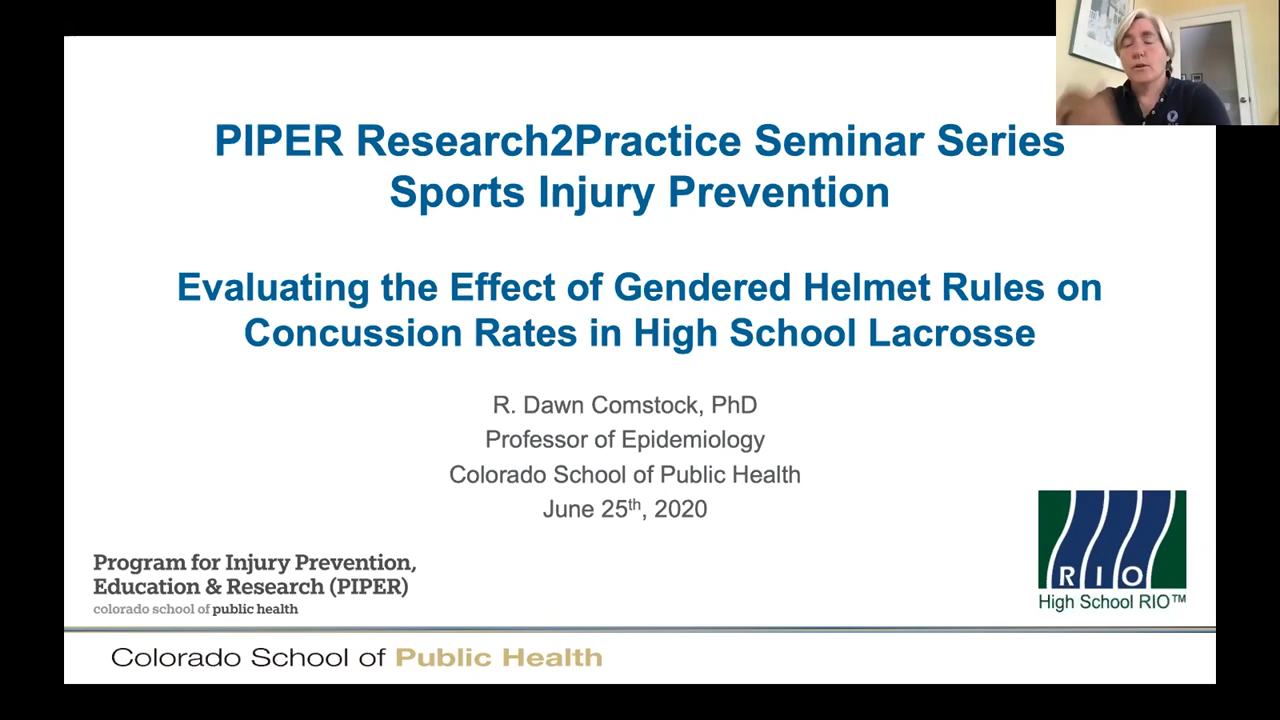 PIPER Research2Practice Seminar Series
Sports Injury Prevention
Evaluating the Effect of Gendered Helmet Rules on
Concussion Rates in High School Lacrosse
R. Dawn Comstock, PhD
Professor of Epidemiology
Colorado School of Public Health
June 25th, 2020
Program for Injury Prevention,
Education & Research (PIPER)
colorado school of public health
RIO
High School RIO™
Colorado School of Public Health